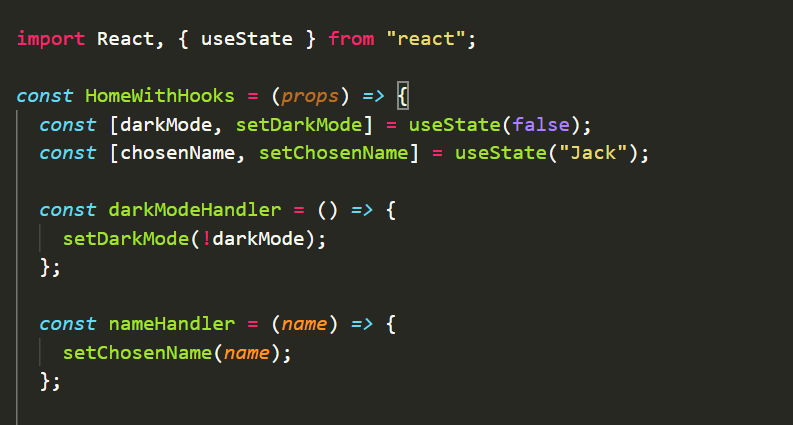 import React, { useState } from "react";
const HomeWithHooks = (props) => {
const [darkMode, setDarkMode] = useState(false);
const [chosenName, setChosenName] = useState("Jack");
const darkModeHandler = () => {
setDarkMode(!darkMode);
};
const nameHandler = (name) => {
setChosenName(name);
};